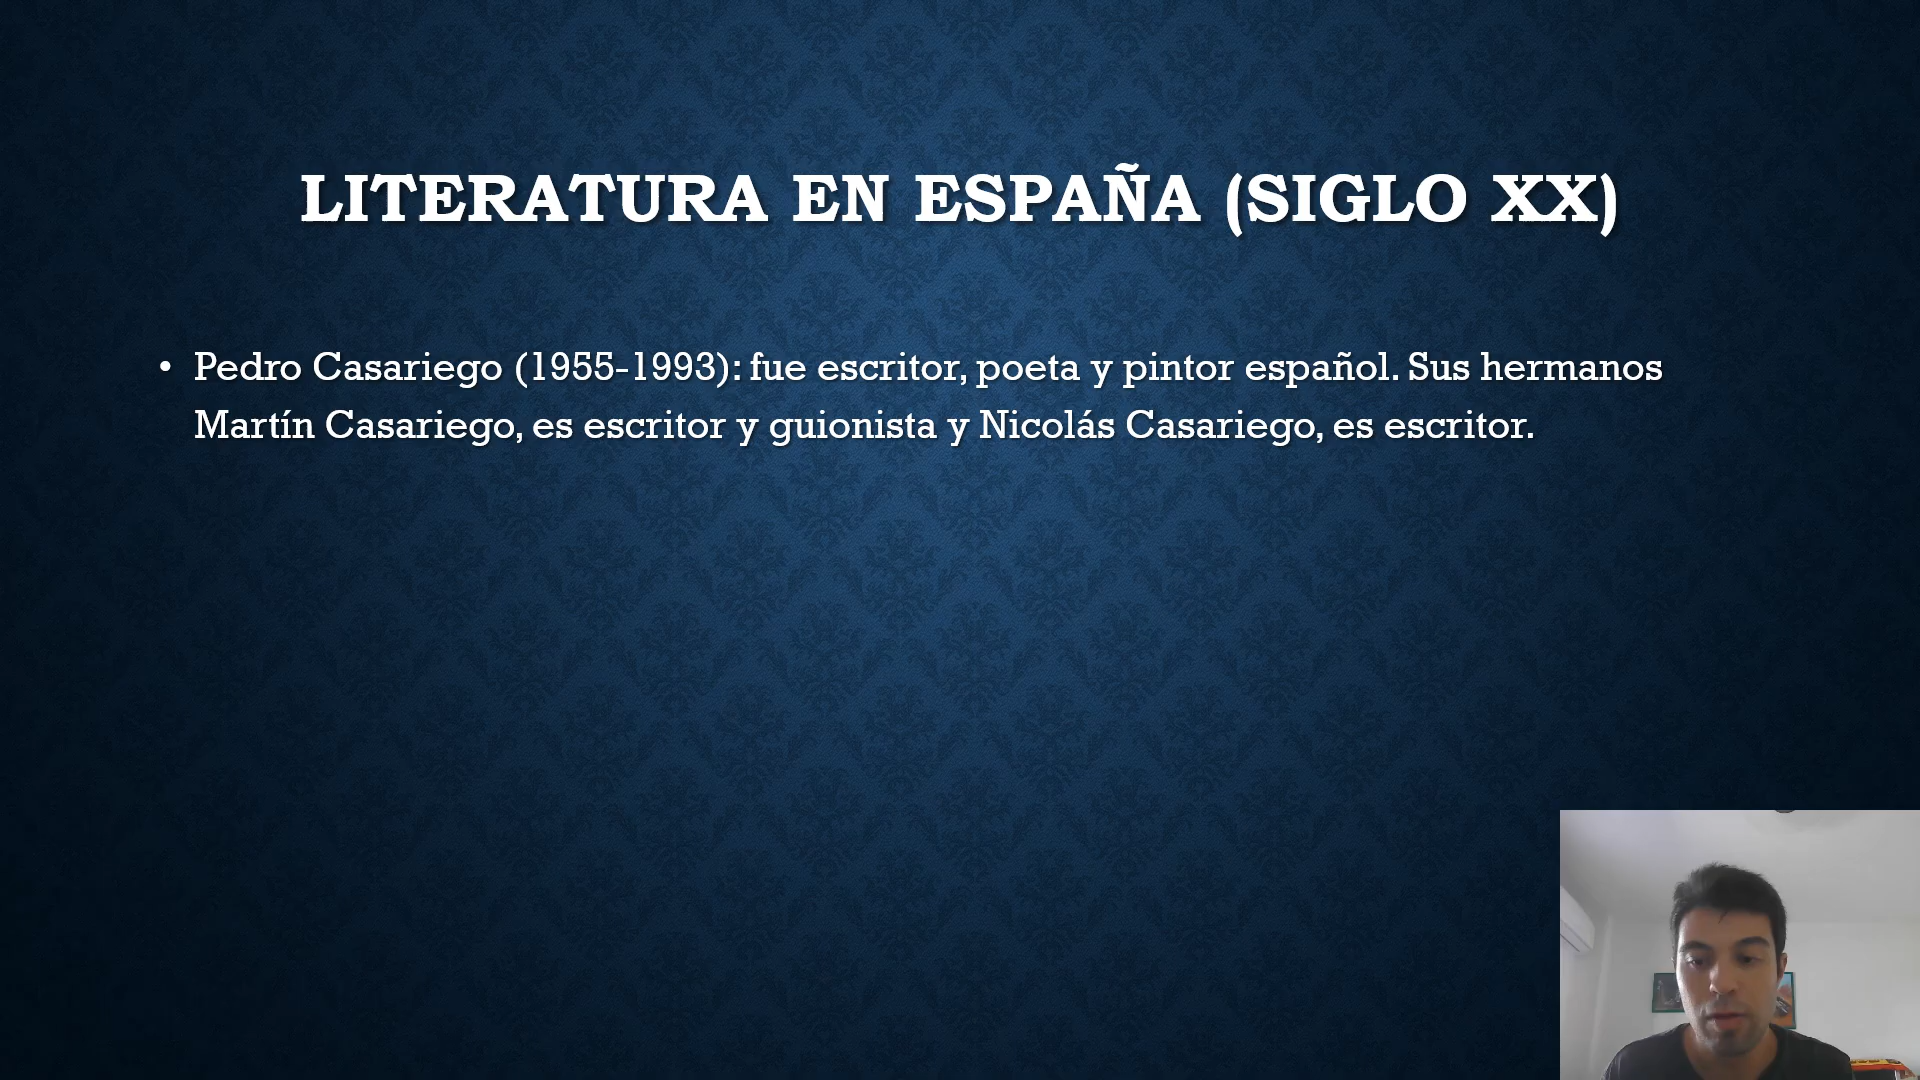 LITERATURA EN ESPAÑA (SIGLO XX)
• Pedro Casariego (1955-1993): fue escritor, poeta y pintor español. Sus hermanos
Martín Casariego, es escritor y guionista y Nicolás Casariego, es escritor.